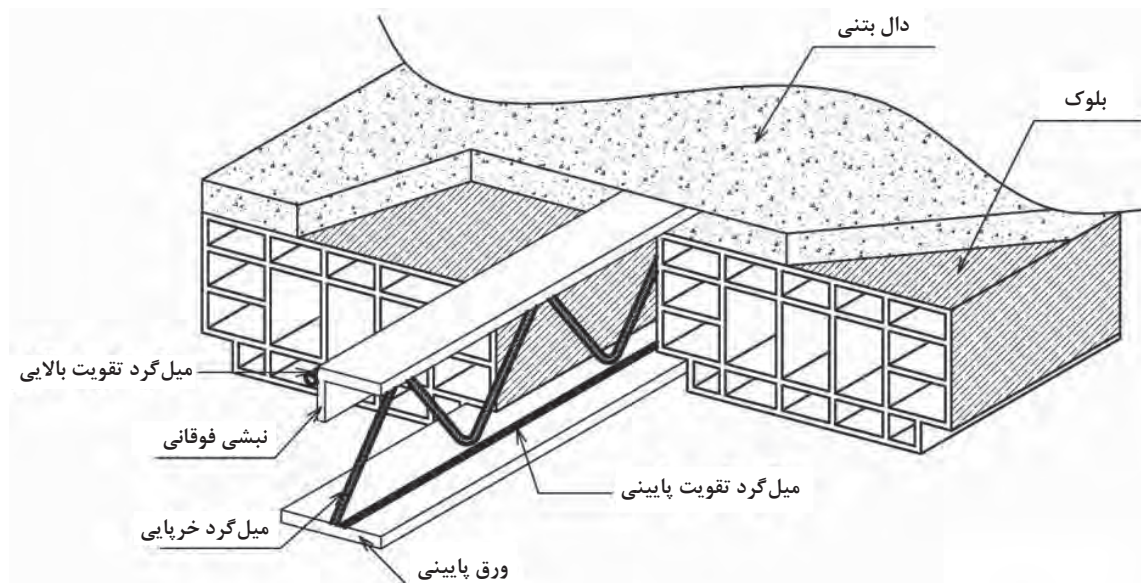 دال بتنی
بلوک
میل‌گرد تقویت بالایی
نبشی فوقانی
میل‌گرد تقویت پایینی
میل‌گرد خرپایی
ورق پایینی